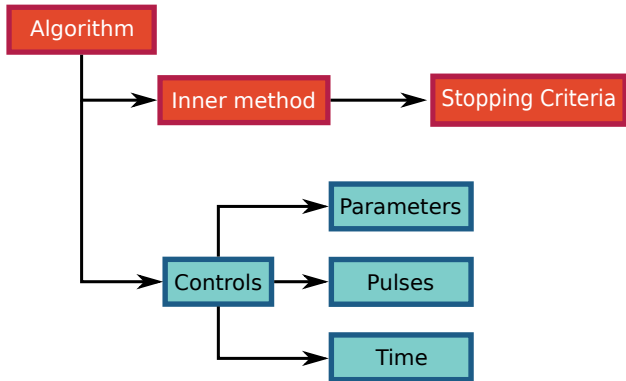 Algorithm
Inner method
Stopping Criteria
Parameters
Controls
Pulses
Time